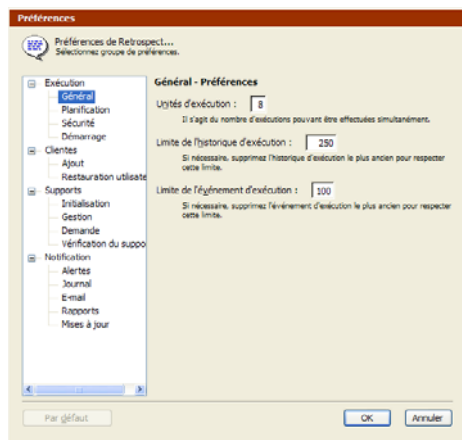 Préférences
Préférences de Retrospect...
Sélectionnez groupe de préférences.
Exécution
Général
Planification
Sécurité
Démarrage
Clientes
Ajout
Restauration utilisate
Supports
Initialisation
Gestion
Demande
Vérification du suppo
Notification
Alertes
Journal
E-mail
Rapports
Mises à jour
Général - Préférences
Unités d'exécution : 8
Il s'agit du nombre d'exécutions pouvant être effectuées simultanément.
Limite de l'historique d'exécution : 250
Si nécessaire, supprimez l'historique d'exécution le plus ancien pour respecter
cette limite.
Limite de l'événement d'exécution : 100
Si nécessaire, supprimez l'événement d'exécution le plus ancien pour respecter
cette limite.
Par défaut
OK
Annuler